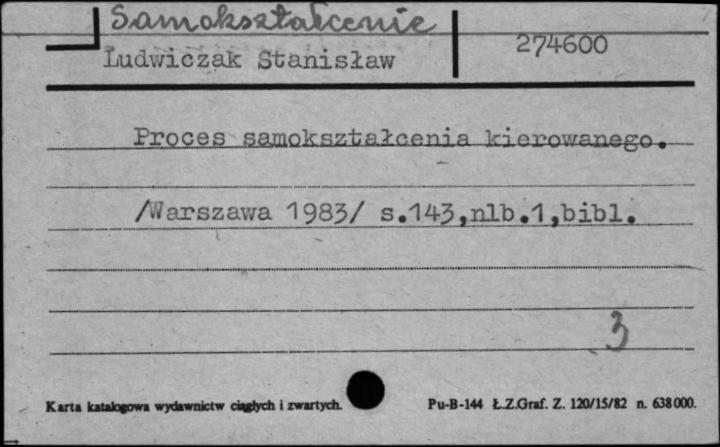 Samokształcenie
Ludwiczak Stanisław
274600
Proces samokształcenia kierowanego.
/Warszawa 1983/ s.143,nlb.1,bibl.
3
Karta katalogowa wydawnictw ciągłych i zwartych.
Pu-B-144 Ł.Z.Graf. Z. 120/15/82 n. 638000.